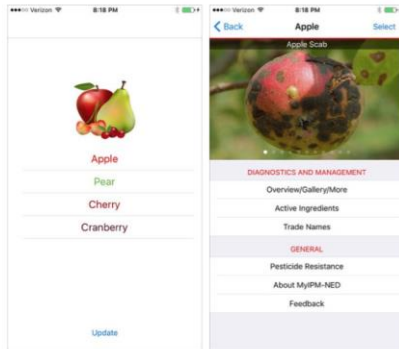 Verizon 8:18 PM
Apple
Pear
Cherry
Cranberry
Update
Verizon 8:18 PM
Back Apple Select
Apple Scab
DIAGNOSTICS AND MANAGEMENT
Overview/Gallery/More
Active Ingredients
Trade Names
GENERAL
Pesticide Resistance
About MyIPM-NED
Feedback